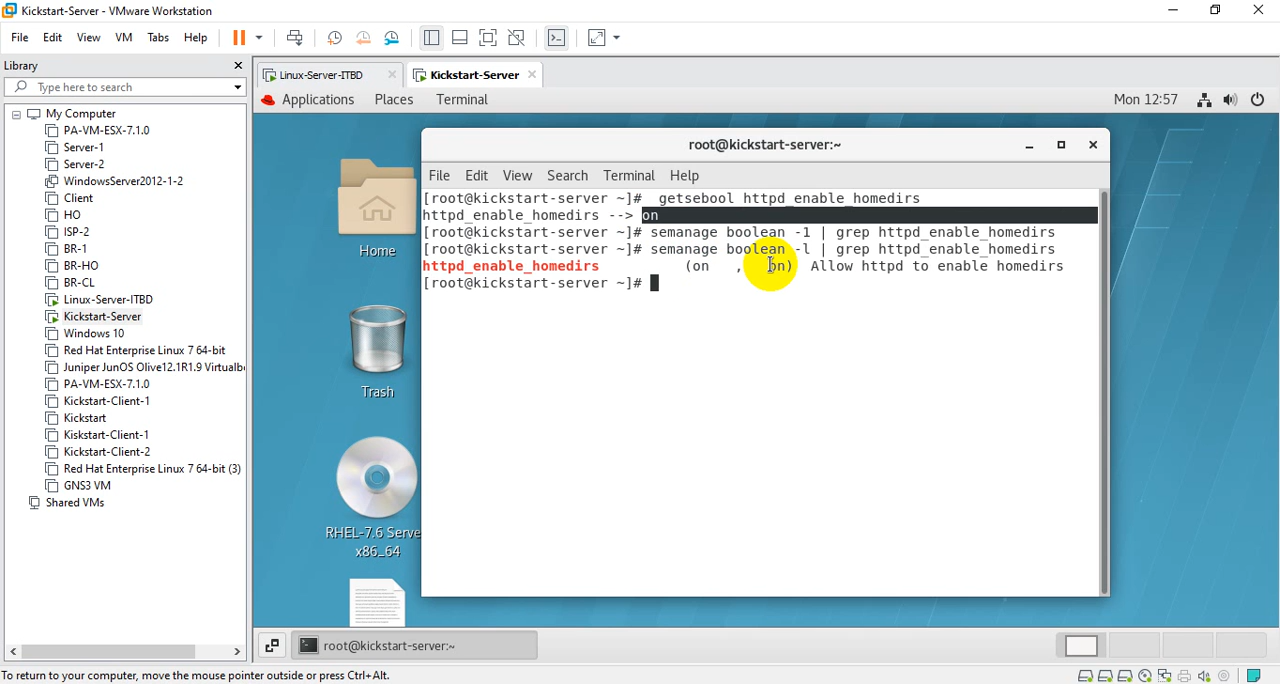 Kickstart-Server - VMware Workstation
File Edit View VM Tabs Help
Library
Type here to search
My Computer
PA-VM-ESX-7.1.0
Server-1
Server-2
WindowsServer2012-1-2
Client
HO
ISP-2
BR-1
BR-HO
BR-CL
Linux-Server-ITBD
Kickstart-Server
Windows 10
Red Hat Enterprise Linux 7 64-bit
Juniper JunOS Olive12.1R1.9 Virtualb
PA-VM-ESX-7.1.0
Kickstart-Client-1
Kickstart
Kiskstart-Client-1
Kickstart-Client-2
Red Hat Enterprise Linux 7 64-bit (3)
GNS3 VM
Shared VMs
Linux-Server-ITBD Kickstart-Server
Applications Places Terminal Mon 12:57
Home
Trash
RHEL-7.6 Serve
x86_64
root@kickstart-server:~
File Edit View Search Terminal Help
[root@kickstart-server ~]#  getsebool httpd_enable_homedirs
httpd_enable_homedirs --> on
[root@kickstart-server ~]# semanage boolean -1 | grep httpd_enable_homedirs
[root@kickstart-server ~]# semanage boolean -l | grep httpd_enable_homedirs
httpd_enable_homedirs (on , on) Allow httpd to enable homedirs
[root@kickstart-server ~]#
root@kickstart-server:~
To return to your computer, move the mouse pointer outside or press Ctrl+Alt.